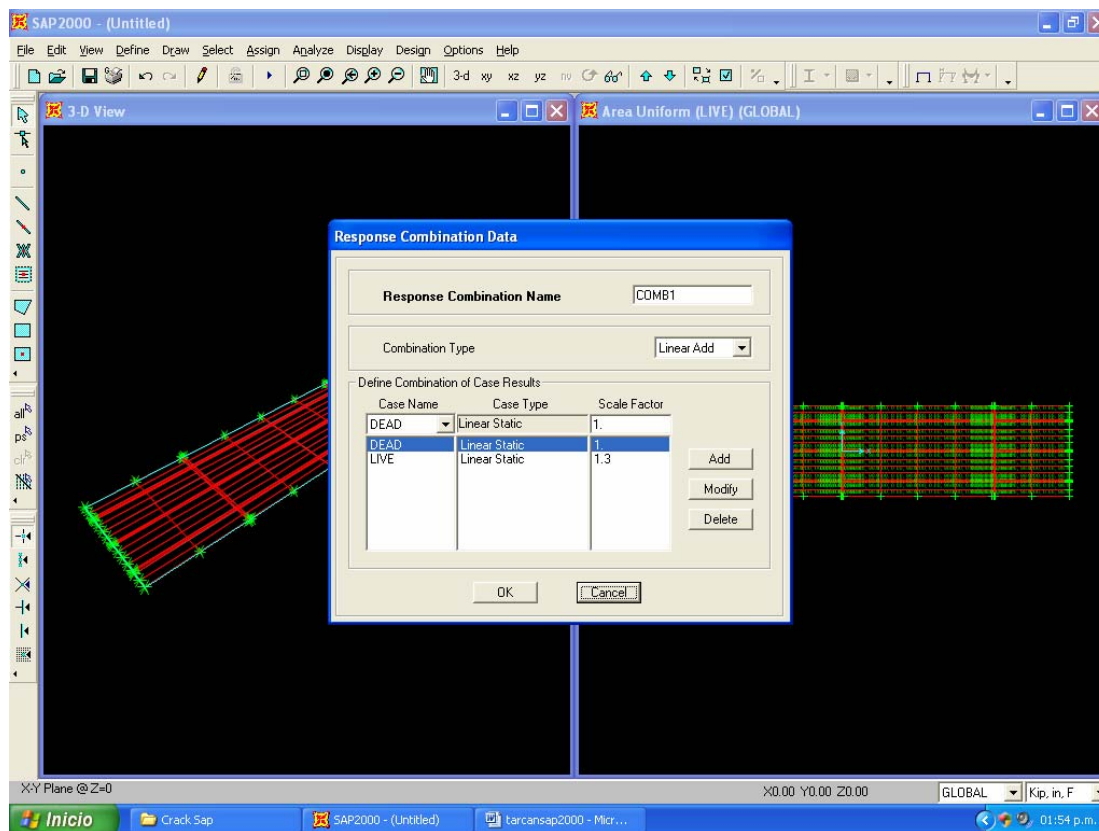 SAP2000 - (Untitled)
File Edit View Define Draw Select Assign Analyze Display Design Options Help
3-d xy xz yz nv
3-D View
Area Uniform (LIVE) (GLOBAL)
all
ps
clr
Response Combination Data
Response Combination Name COMB1
Combination Type Linear Add
Define Combination of Case Results
Case Name Case Type Scale Factor
DEAD Linear Static 1.
DEAD Linear Static 1.
LIVE Linear Static 1.3
Add
Modify
Delete
OK Cancel
X-Y Plane @ Z=0 X0.00 Y0.00 Z0.00 GLOBAL Kip, in, F
Inicio Crack Sap SAP2000 - (Untitled) tarcansap2000 - Micr... 01:54 p.m.